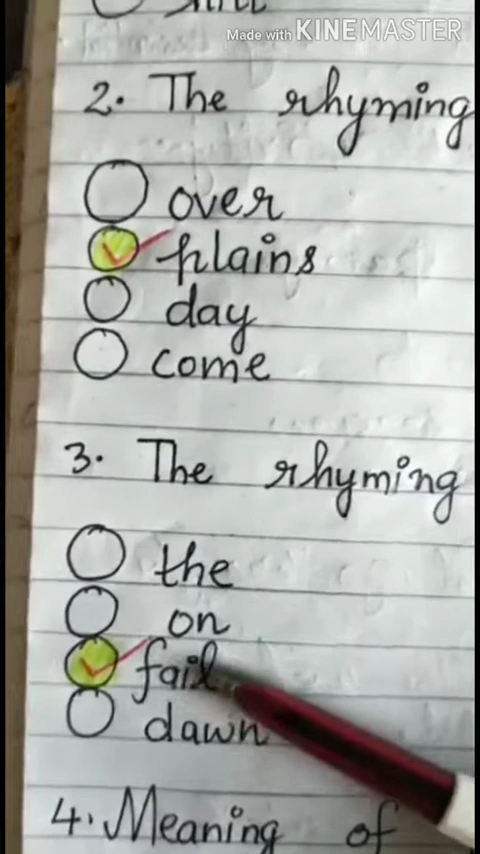 Made with KINEMASTER
2. The rhyming
over
plains
day
come
3. The rhyming
the
on
fail
dawn
4. Meaning of